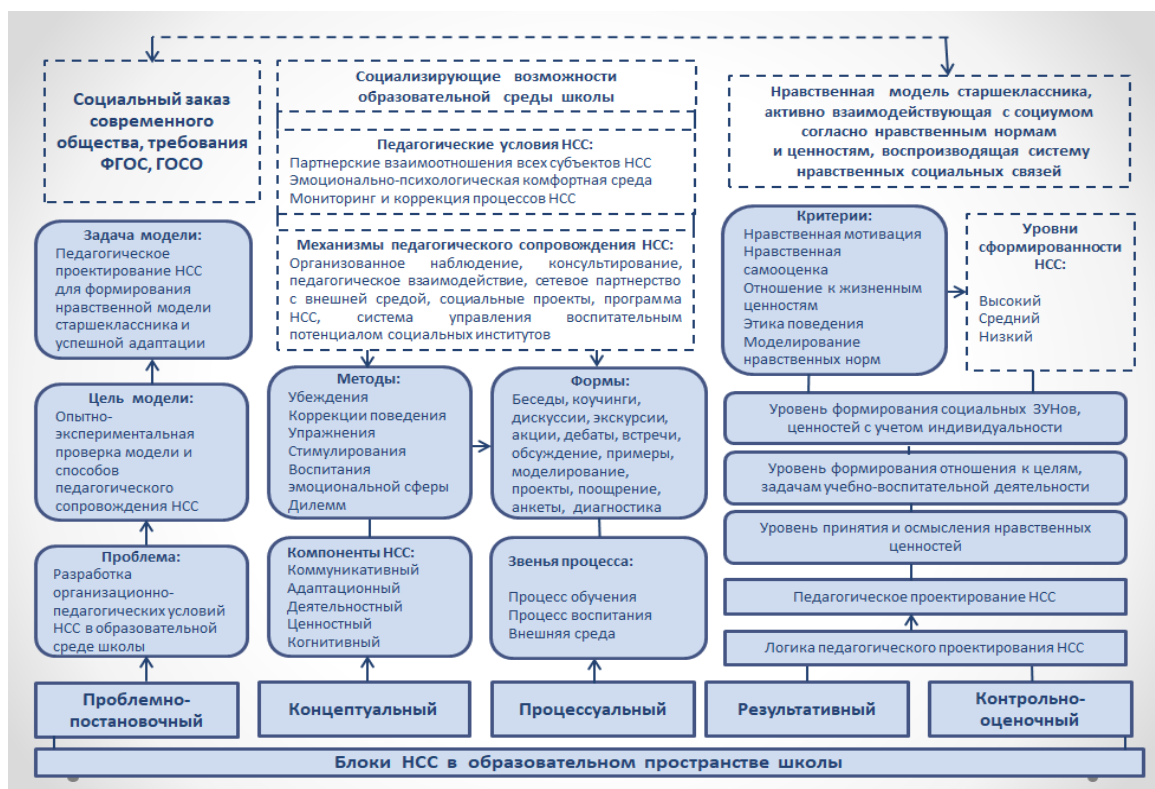 Социальный заказ
современного
общества, требования
ФГОС, ГОСО
Социализирующие возможности
образовательной среды школы
Педагогические условия НСС:
Партнерские взаимоотношения всех субъектов НСС
Эмоционально-психологическая комфортная среда
Мониторинг и коррекция процессов НСС
Механизмы педагогического сопровождения НСС:
Организованное наблюдение, консультирование,
педагогическое взаимодействие, сетевое партнерство
с внешней средой, социальные проекты, программа
НСС, система управления воспитательным
потенциалом социальных институтов
Нравственная модель старшеклассника,
активно взаимодействующая с социумом
согласно нравственным нормам
и ценностям, воспроизводящая систему
нравственных социальных связей
Задача модели:
Педагогическое
проектирование НСС
для формирования
нравственной модели
старшеклассника и
успешной адаптации
Цель модели:
Опытно-
экспериментальная
проверка модели и
способов
педагогического
сопровождения НСС
Проблема:
Разработка
организационно-
педагогических условий
НСС в образовательной
среде школы
Методы:
Убеждения
Коррекции поведения
Упражнения
Стимулирования
Воспитания
эмоциональной сферы
Дилемм
Компоненты НСС:
Коммуникативный
Адаптационный
Деятельностный
Ценностный
Когнитивный
Формы:
Беседы, коучинги,
дискуссии, экскурсии,
акции, дебаты, встречи,
обсуждение, примеры,
моделирование,
проекты, поощрение,
анкеты, диагностика
Звенья процесса:
Процесс обучения
Процесс воспитания
Внешняя среда
Критерии:
Нравственная мотивация
Нравственная
самооценка
Отношение к жизненным
ценностям
Этика поведения
Моделирование
нравственных норм
Уровни
сформированности
НСС:
Высокий
Средний
Низкий
Уровень формирования социальных ЗУНов,
ценностей с учетом индивидуальности
Уровень формирования отношения к целям,
задачам учебно-воспитательной деятельности
Уровень принятия и осмысления нравственных
ценностей
Педагогическое проектирование НСС
Логика педагогического проектирования НСС
Проблемно-
постановочный
Концептуальный
Процессуальный
Результативный
Контрольно-
оценочный
Блоки НСС в образовательном пространстве школы